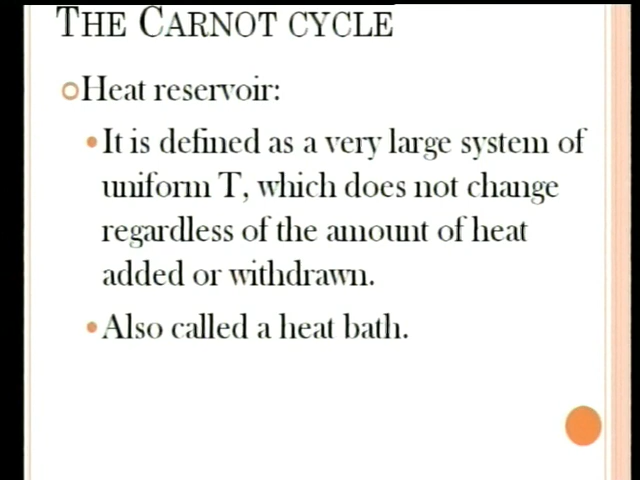 THE CARNOT CYCLE
Heat reservoir:
It is defined as a very large system of
uniform T, which does not change
regardless of the amount of heat
added or withdrawn.
Also called a heat bath.